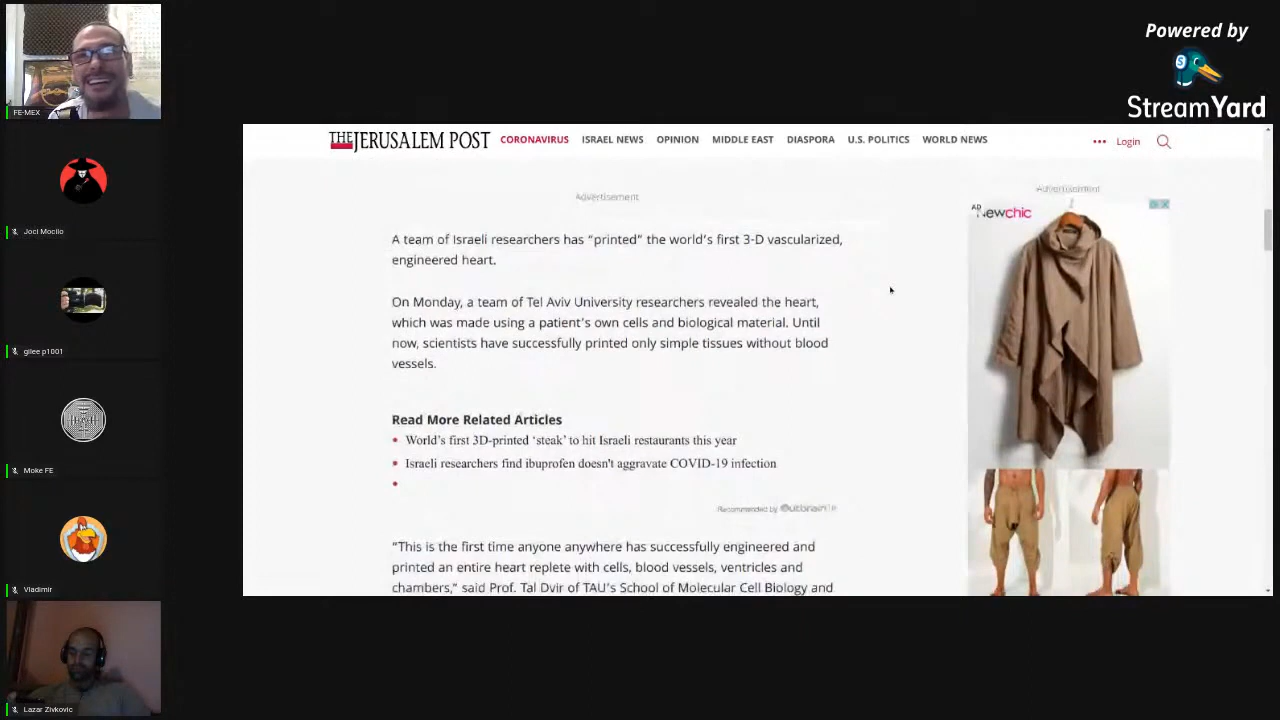 Powered by
StreamYard
FE-MEX
Joci Mocilo
gilee p1001
Moke FE
Vladimir
Lazar Zivkovic
THE JERUSALEM POST
CORONAVIRUS ISRAEL NEWS OPINION MIDDLE EAST DIASPORA U.S. POLITICS WORLD NEWS
••• Login
Advertisement
A team of Israeli researchers has “printed” the world’s first 3-D vascularized,
engineered heart.
On Monday, a team of Tel Aviv University researchers revealed the heart,
which was made using a patient’s own cells and biological material. Until
now, scientists have successfully printed only simple tissues without blood
vessels.
Read More Related Articles
• World’s first 3D-printed ‘steak’ to hit Israeli restaurants this year
• Israeli researchers find ibuprofen doesn't aggravate COVID-19 infection
•
Recommended by Outbrain
“This is the first time anyone anywhere has successfully engineered and
printed an entire heart replete with cells, blood vessels, ventricles and
chambers,” said Prof. Tal Dvir of TAU’s School of Molecular Cell Biology and
Advertisement
AD
Newchic